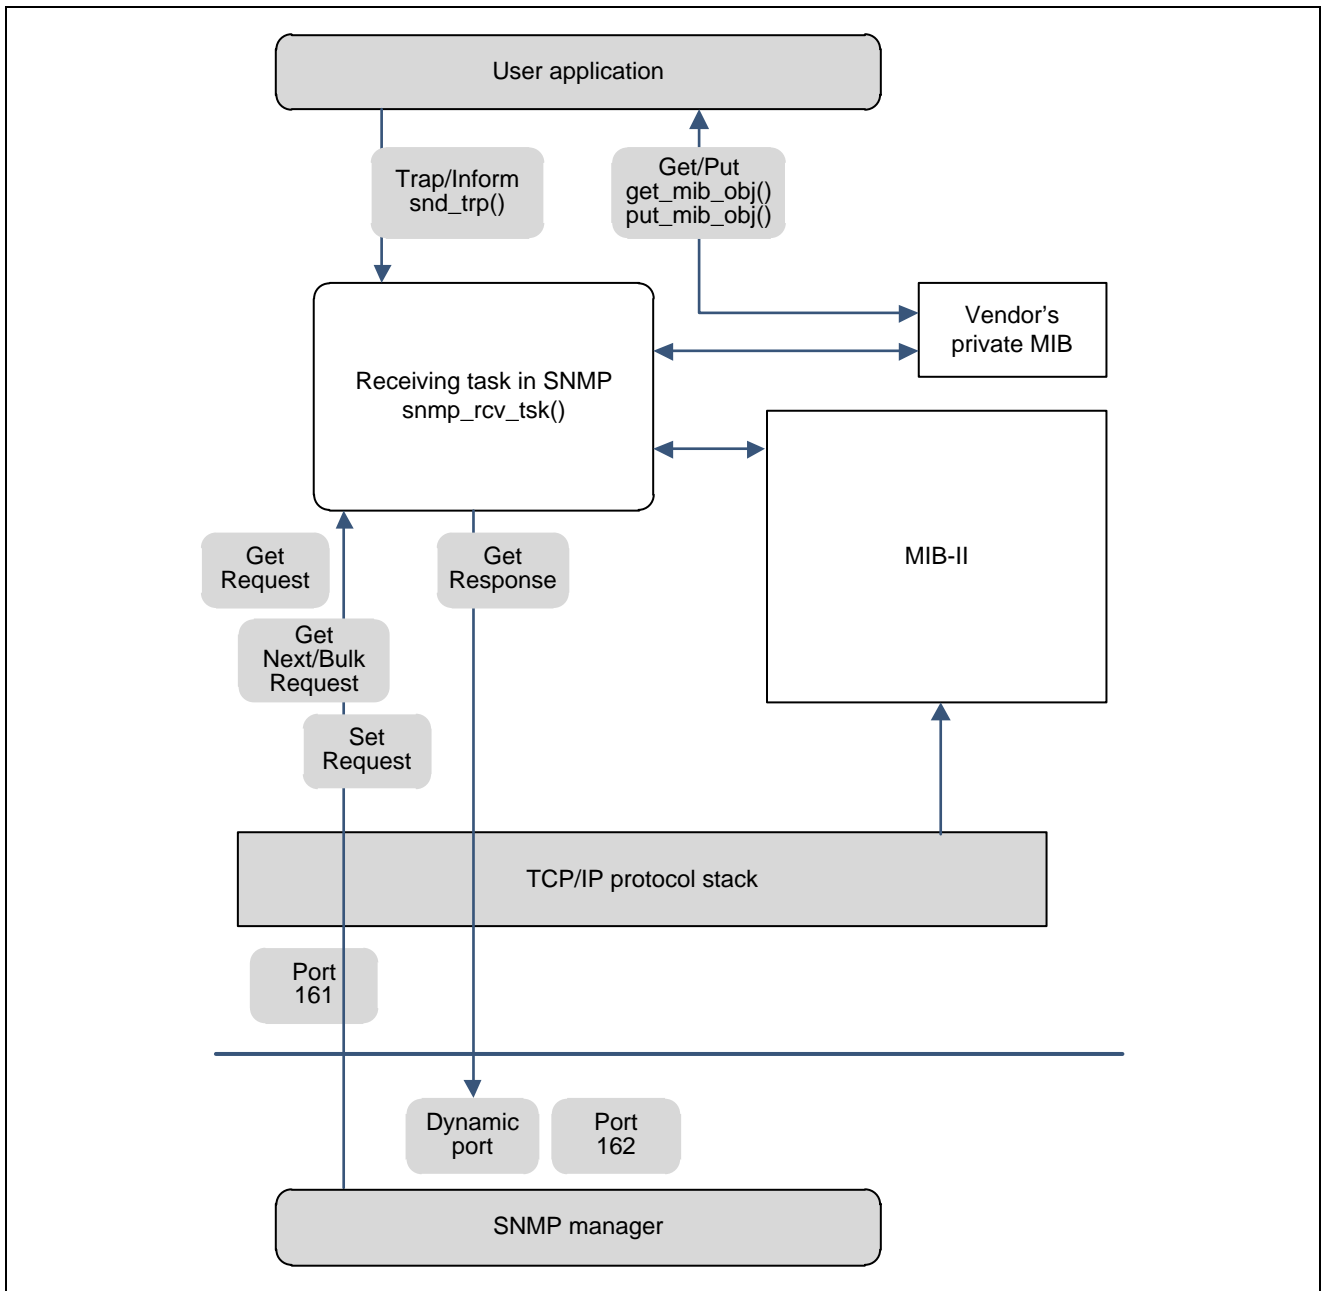 User application
Trap/Inform
snd_trp()
Get/Put
get_mib_obj()
put_mib_obj()
Vendor's
private MIB
Receiving task in SNMP
snmp_rcv_tsk()
MIB-II
Get
Request
Get
Response
Get
Next/Bulk
Request
Set
Request
TCP/IP protocol stack
Port
161
Dynamic
port
Port
162
SNMP manager